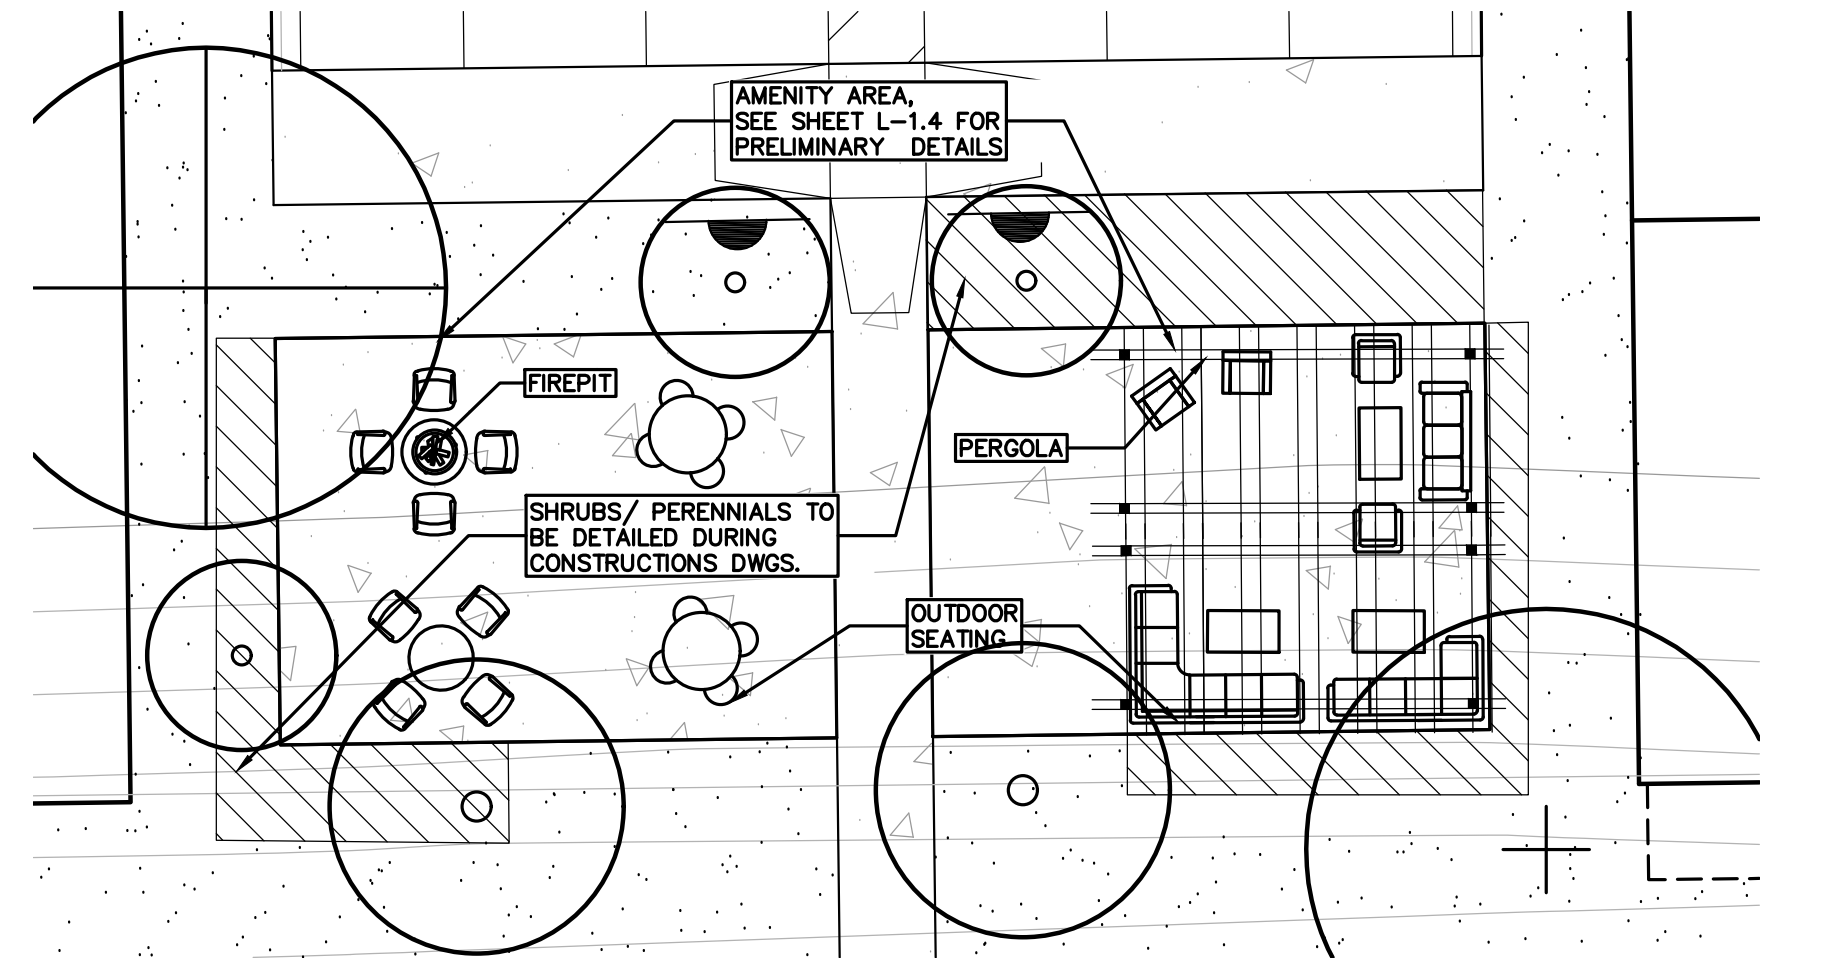 AMENITY AREA,
SEE SHEET L-1.4 FOR
PRELIMINARY DETAILS
FIREPIT
PERGOLA
SHRUBS/ PERENNIALS TO
BE DETAILED DURING
CONSTRUCTIONS DWGS.
OUTDOOR
SEATING